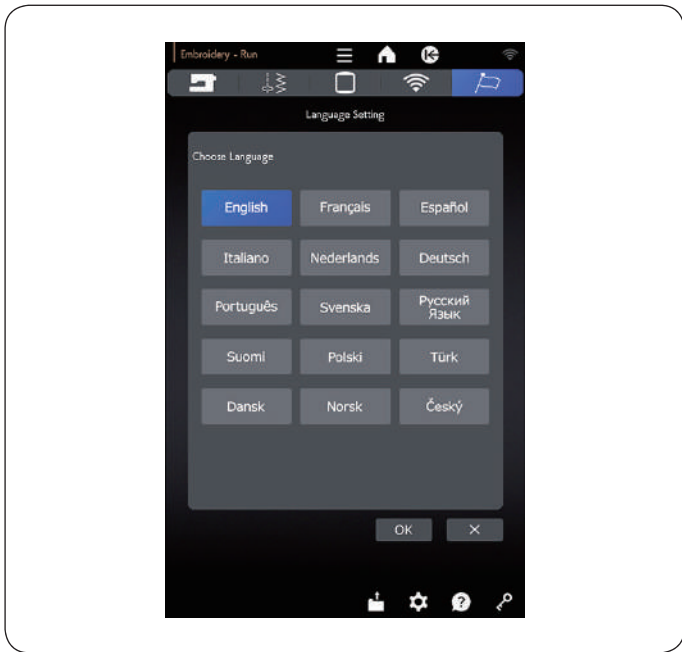 Embroidery - Run
Language Setting
Choose Language
English Français Español
Italiano Nederlands Deutsch
Português Svenska Русский
Язык
Suomi Polski Türk
Dansk Norsk Český
OK